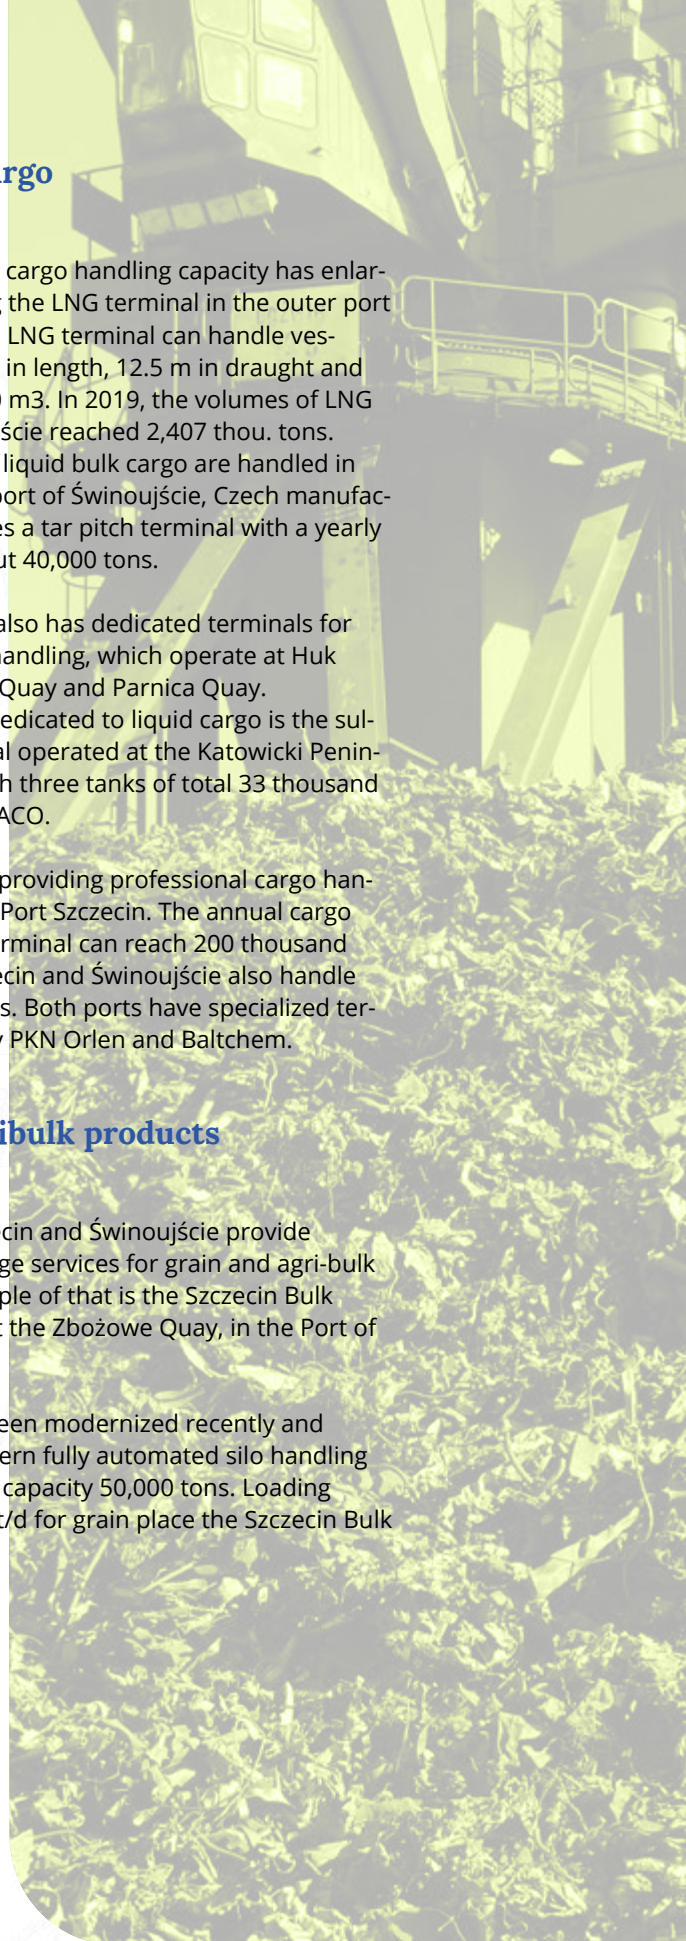 rgo
cargo handling capacity has enlar-
the LNG terminal in the outer port
LNG terminal can handle ves-
in length, 12.5 m in draught and
m3. In 2019, the volumes of LNG
ście reached 2,407 thou. tons.
liquid bulk cargo are handled in
port of Świnoujście, Czech manufac-
es a tar pitch terminal with a yearly
ut 40,000 tons.
also has dedicated terminals for
handling, which operate at Huk
Quay and Parnica Quay.
edicated to liquid cargo is the sul-
al operated at the Katowicki Penin-
h three tanks of total 33 thousand
ACO.
providing professional cargo han-
Port Szczecin. The annual cargo
erminal can reach 200 thousand
ecin and Świnoujście also handle
s. Both ports have specialized ter-
y PKN Orlen and Baltchem.
ibulk products
ecin and Świnoujście provide
ge services for grain and agri-bulk
ple of that is the Szczecin Bulk
t the Zbożowe Quay, in the Port of
een modernized recently and
ern fully automated silo handling
capacity 50,000 tons. Loading
t/d for grain place the Szczecin Bulk